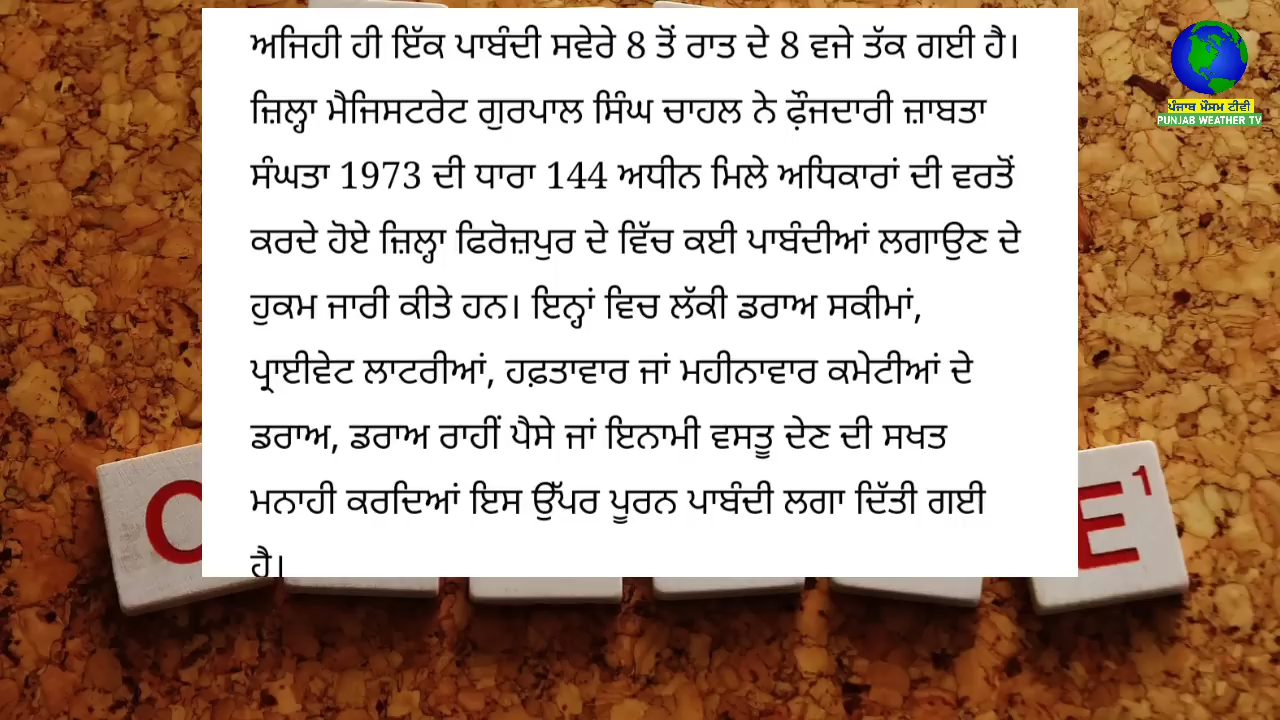 ਅਜਿਹੀ ਹੀ ਇੱਕ ਪਾਬੰਦੀ ਸਵੇਰੇ 8 ਤੋਂ ਰਾਤ ਦੇ 8 ਵਜੇ ਤੱਕ ਗਈ ਹੈ।
ਜ਼ਿਲ੍ਹਾ ਮੈਜਿਸਟਰੇਟ ਗੁਰਪਾਲ ਸਿੰਘ ਚਾਹਲ ਨੇ ਫ਼ੌਜਦਾਰੀ ਜ਼ਾਬਤਾ
ਸੰਘਤਾ 1973 ਦੀ ਧਾਰਾ 144 ਅਧੀਨ ਮਿਲੇ ਅਧਿਕਾਰਾਂ ਦੀ ਵਰਤੋਂ
ਕਰਦੇ ਹੋਏ ਜ਼ਿਲ੍ਹਾ ਫਿਰੋਜ਼ਪੁਰ ਦੇ ਵਿੱਚ ਕਈ ਪਾਬੰਦੀਆਂ ਲਗਾਉਣ ਦੇ
ਹੁਕਮ ਜਾਰੀ ਕੀਤੇ ਹਨ। ਇਨ੍ਹਾਂ ਵਿਚ ਲੱਕੀ ਡਰਾਅ ਸਕੀਮਾਂ,
ਪ੍ਰਾਈਵੇਟ ਲਾਟਰੀਆਂ, ਹਫ਼ਤਾਵਾਰ ਜਾਂ ਮਹੀਨਾਵਾਰ ਕਮੇਟੀਆਂ ਦੇ
ਡਰਾਅ, ਡਰਾਅ ਰਾਹੀਂ ਪੈਸੇ ਜਾਂ ਇਨਾਮੀ ਵਸਤੂ ਦੇਣ ਦੀ ਸਖਤ
ਮਨਾਹੀ ਕਰਦਿਆਂ ਇਸ ਉੱਪਰ ਪੂਰਨ ਪਾਬੰਦੀ ਲਗਾ ਦਿੱਤੀ ਗਈ
ਹੈ।
ਪੰਜਾਬ ਮੌਸਮ ਟੀਵੀ
PUNJAB WEATHER TV
E 1